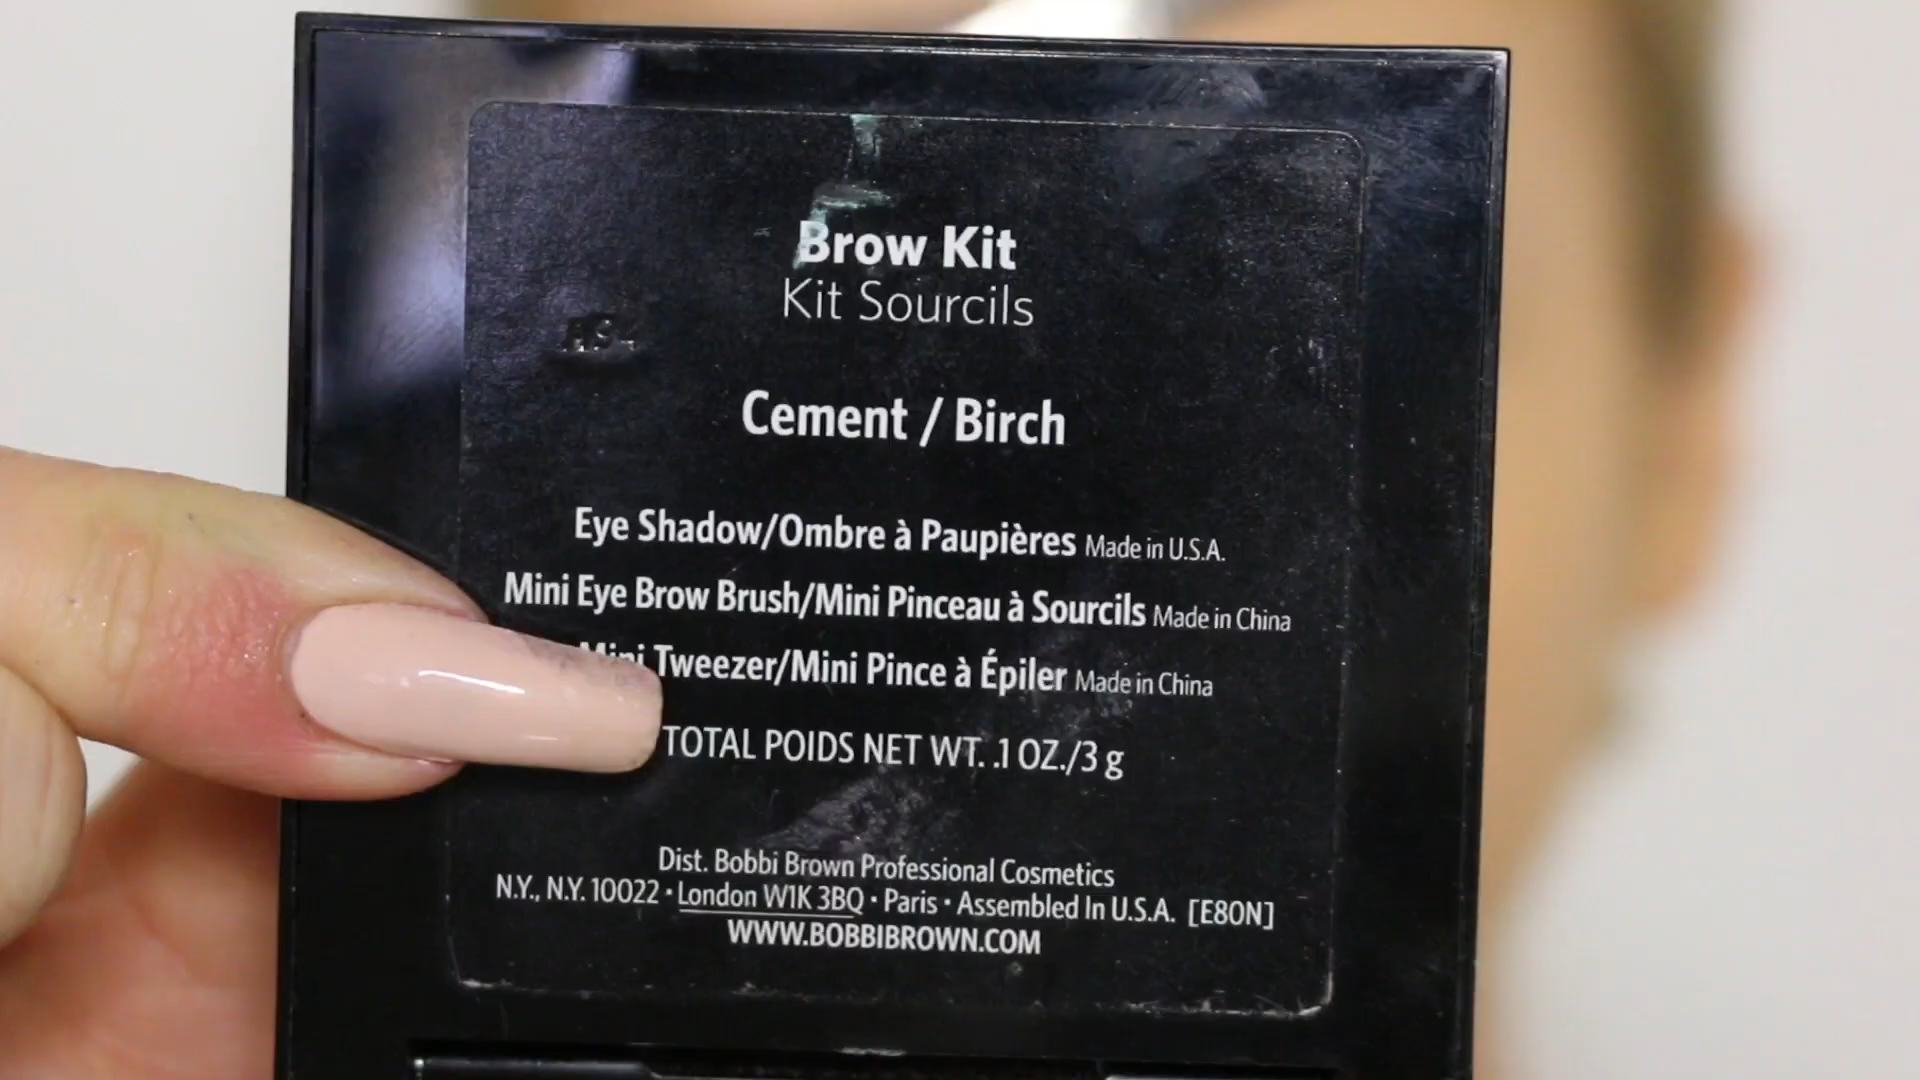 Brow Kit
Kit Sourcils
Cement / Birch
Eye Shadow/Ombre à Paupières Made in U.S.A.
Mini Eye Brow Brush/Mini Pinceau à Sourcils Made in China
Mini Tweezer/Mini Pince à Épiler Made in China
TOTAL POIDS NET WT. .1 OZ./3 g
Dist. Bobbi Brown Professional Cosmetics
N.Y., N.Y. 10022 • London W1K 3BQ • Paris • Assembled In U.S.A. [E80N]
WWW.BOBBIBROWN.COM